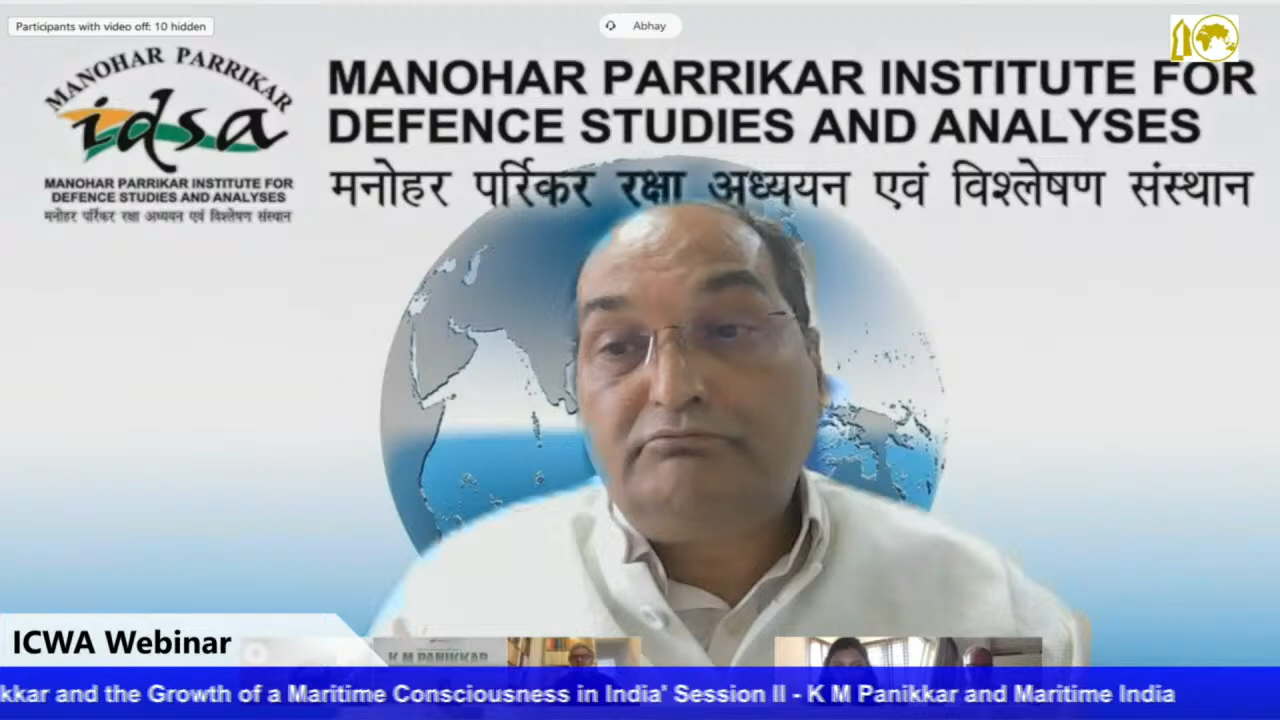 Participants with video off: 10 hidden
Abhay
MANOHAR PARRIKAR
idsa
MANOHAR PARRIKAR INSTITUTE FOR
DEFENCE STUDIES AND ANALYSES
मनोहर पर्रिकर रक्षा अध्ययन एवं विश्लेषण संस्थान
MANOHAR PARRIKAR INSTITUTE FOR
DEFENCE STUDIES AND ANALYSES
मनोहर पर्रिकर रक्षा अध्ययन एवं विश्लेषण संस्थान
ICWA Webinar
K M PANIKKAR
kkar and the Growth of a Maritime Consciousness in India' Session II - K M Panikkar and Maritime India